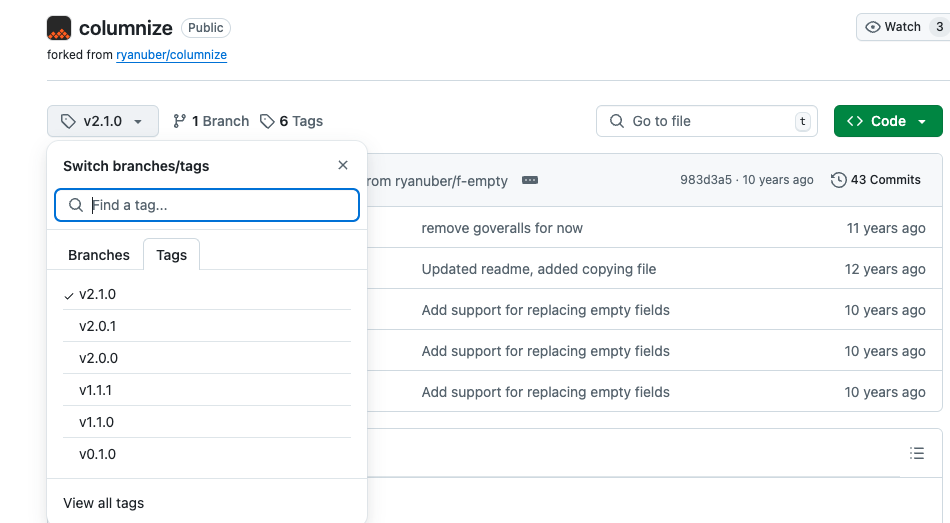 columnize Public
Watch 3
forked from ryanuber/columnize
v2.1.0 1 Branch 6 Tags
Go to file t
Code
Switch branches/tags
Find a tag...
Branches Tags
v2.1.0
v2.0.1
v2.0.0
v1.1.1
v1.1.0
v0.1.0
View all tags
rom ryanuber/f-empty 983d3a5 · 10 years ago 43 Commits
remove goveralls for now 11 years ago
Updated readme, added copying file 12 years ago
Add support for replacing empty fields 10 years ago
Add support for replacing empty fields 10 years ago
Add support for replacing empty fields 10 years ago